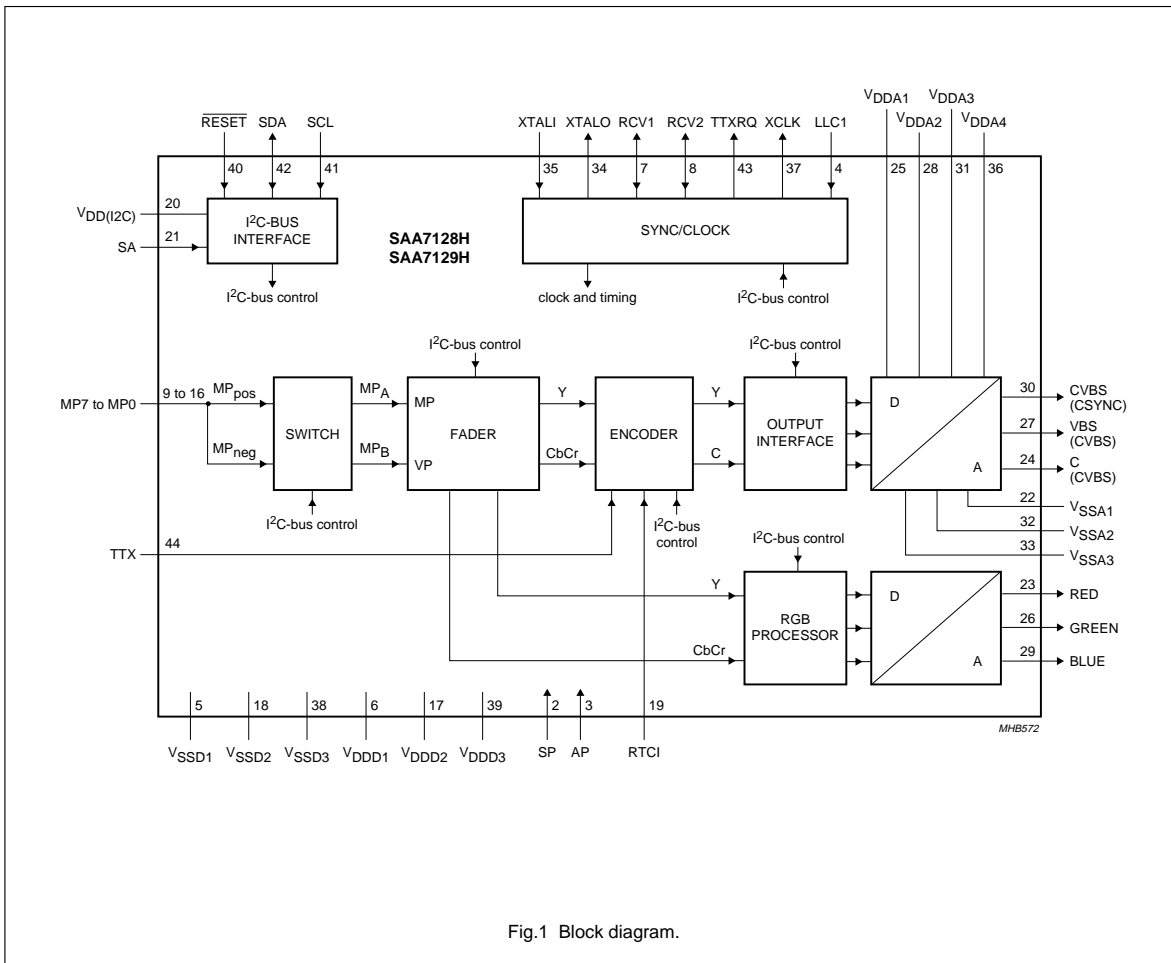 VDDA1 VDDA3
RESET SDA SCL XTALI XTALO RCV1 RCV2 TTXRQ XCLK LLC1 VDDA2 VDDA4
40 42 41 35 34 7 8 43 37 4 25 28 31 36
VDD(I2C) 20
SA 21
I2C-BUS
INTERFACE
SAA7128H
SAA7129H
SYNC/CLOCK
I2C-bus control clock and timing I2C-bus control
I2C-bus control I2C-bus control
MP7 to MP0 9 to 16 MPpos MPA MP Y Y D 30 CVBS
(CSYNC)
SWITCH FADER ENCODER OUTPUT
INTERFACE
27 VBS
(CVBS)
MPneg MPB VP CbCr C A 24 C
(CVBS)
22 VSSA1
I2C-bus control I2C-bus
control
32 VSSA2
TTX 44 33 VSSA3
I2C-bus control
Y D 23 RED
RGB
PROCESSOR
26 GREEN
CbCr A 29 BLUE
5 18 38 6 17 39 2 3 19
MHB572
VSSD1 VSSD2 VSSD3 VDDD1 VDDD2 VDDD3 SP AP RTCI
Fig.1 Block diagram.